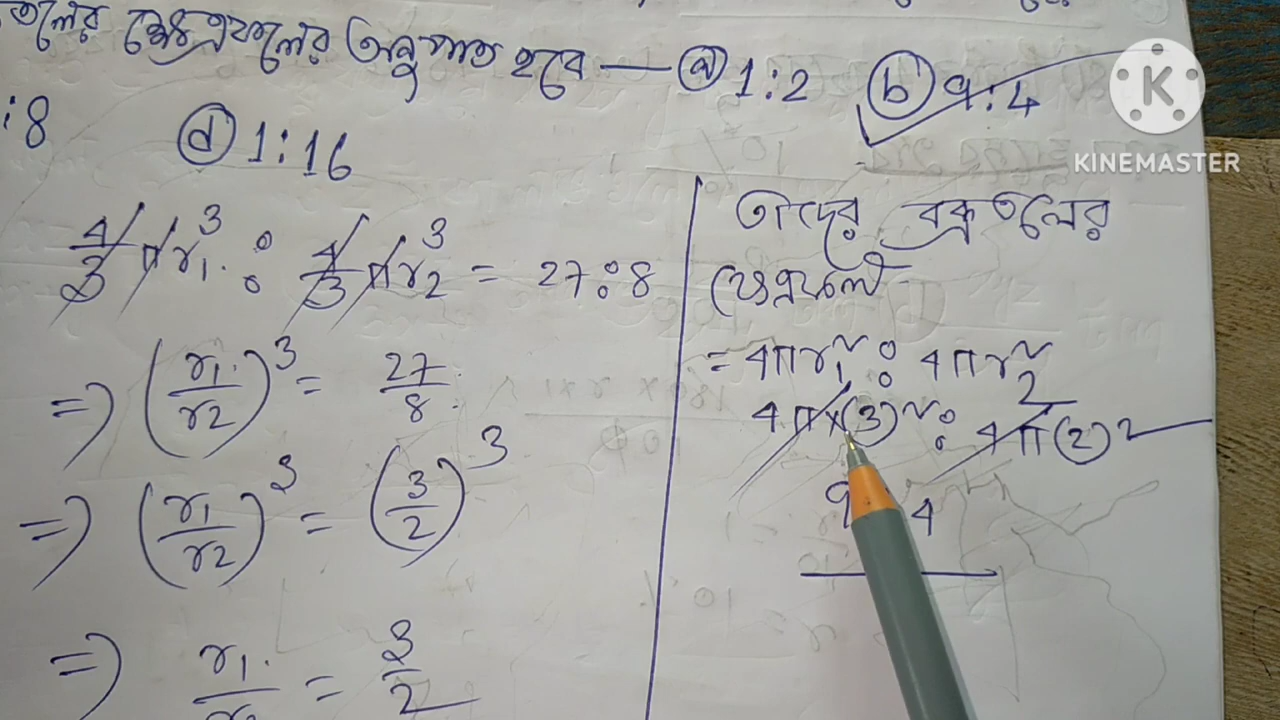 তলের ক্ষেত্রফলের অনুপাত হবে — ⓐ 1:2 ⓑ 9:4
:8 ⓓ 1:16
4/3 πr₁³ : 4/3 πr₂³ = 27:8
=> (r₁/r₂)³ = 27/8
=> (r₁/r₂)³ = (3/2)³
=> r₁/r₂ = 3/2
তাদের বক্রতলের
ক্ষেত্রফল
= 4πr₁² : 4πr₂²
4π×(3)² : 4π(2)²
9 4
K
KINEMASTER